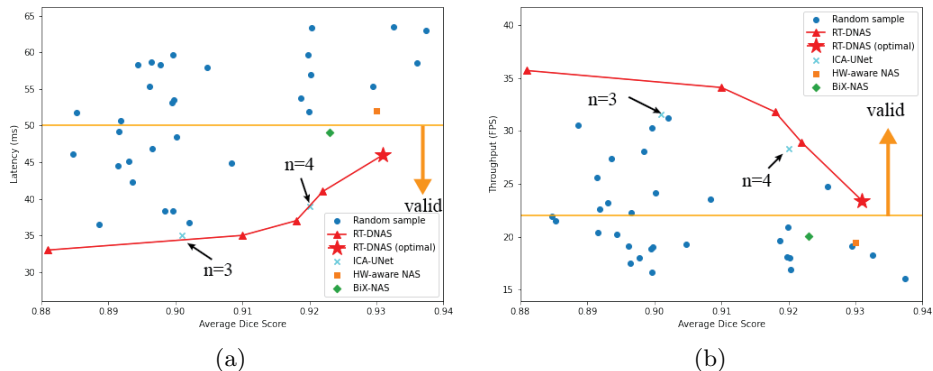 65
60
55
50
45
40
35
30
Latency (ms)
n=4
n=3
valid
Random sample
RT-DNAS
RT-DNAS (optimal)
ICA-UNet
HW-aware NAS
BiX-NAS
0.88 0.89 0.90 0.91 0.92 0.93 0.94
Average Dice Score
(a)
40
35
30
25
20
15
Throughput (FPS)
Random sample
RT-DNAS
RT-DNAS (optimal)
ICA-UNet
HW-aware NAS
BiX-NAS
n=3
valid
n=4
0.88 0.89 0.90 0.91 0.92 0.93 0.94
Average Dice Score
(b)